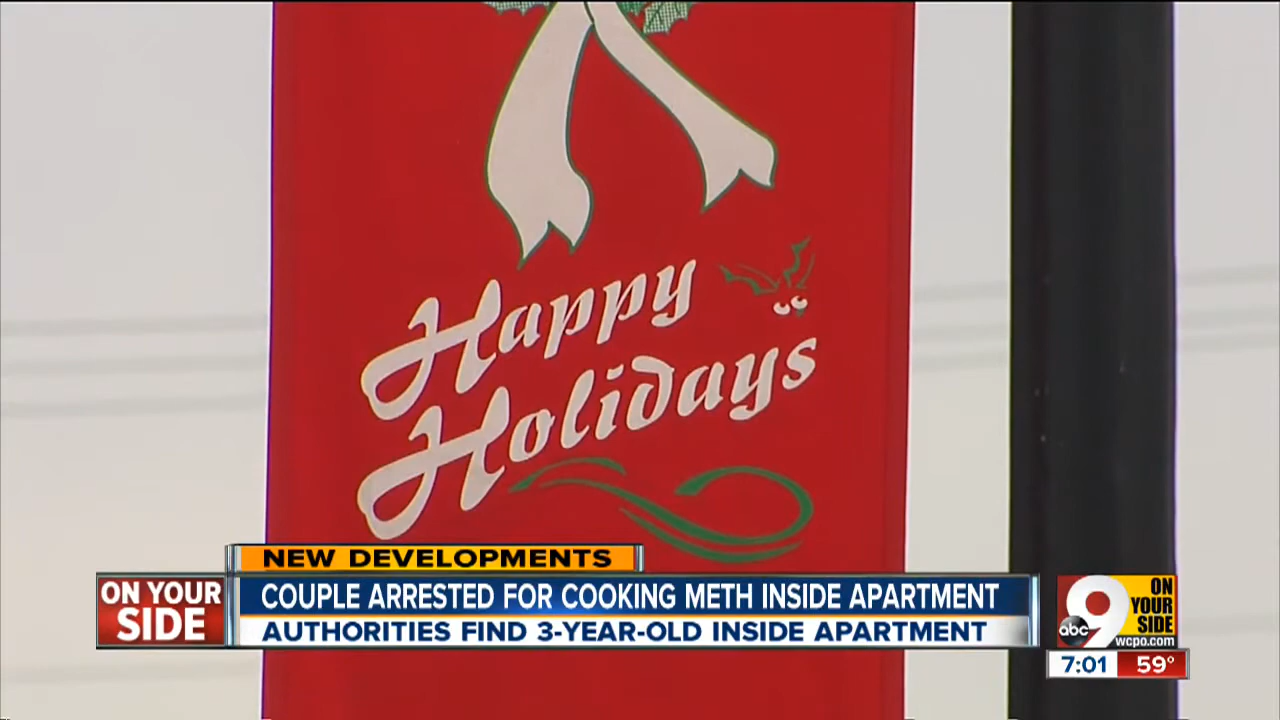 Happy
Holidays
NEW DEVELOPMENTS
ON YOUR
SIDE
COUPLE ARRESTED FOR COOKING METH INSIDE APARTMENT
AUTHORITIES FIND 3-YEAR-OLD INSIDE APARTMENT
abc 9
ON
YOUR
SIDE
wcpo.com
7:01 59°